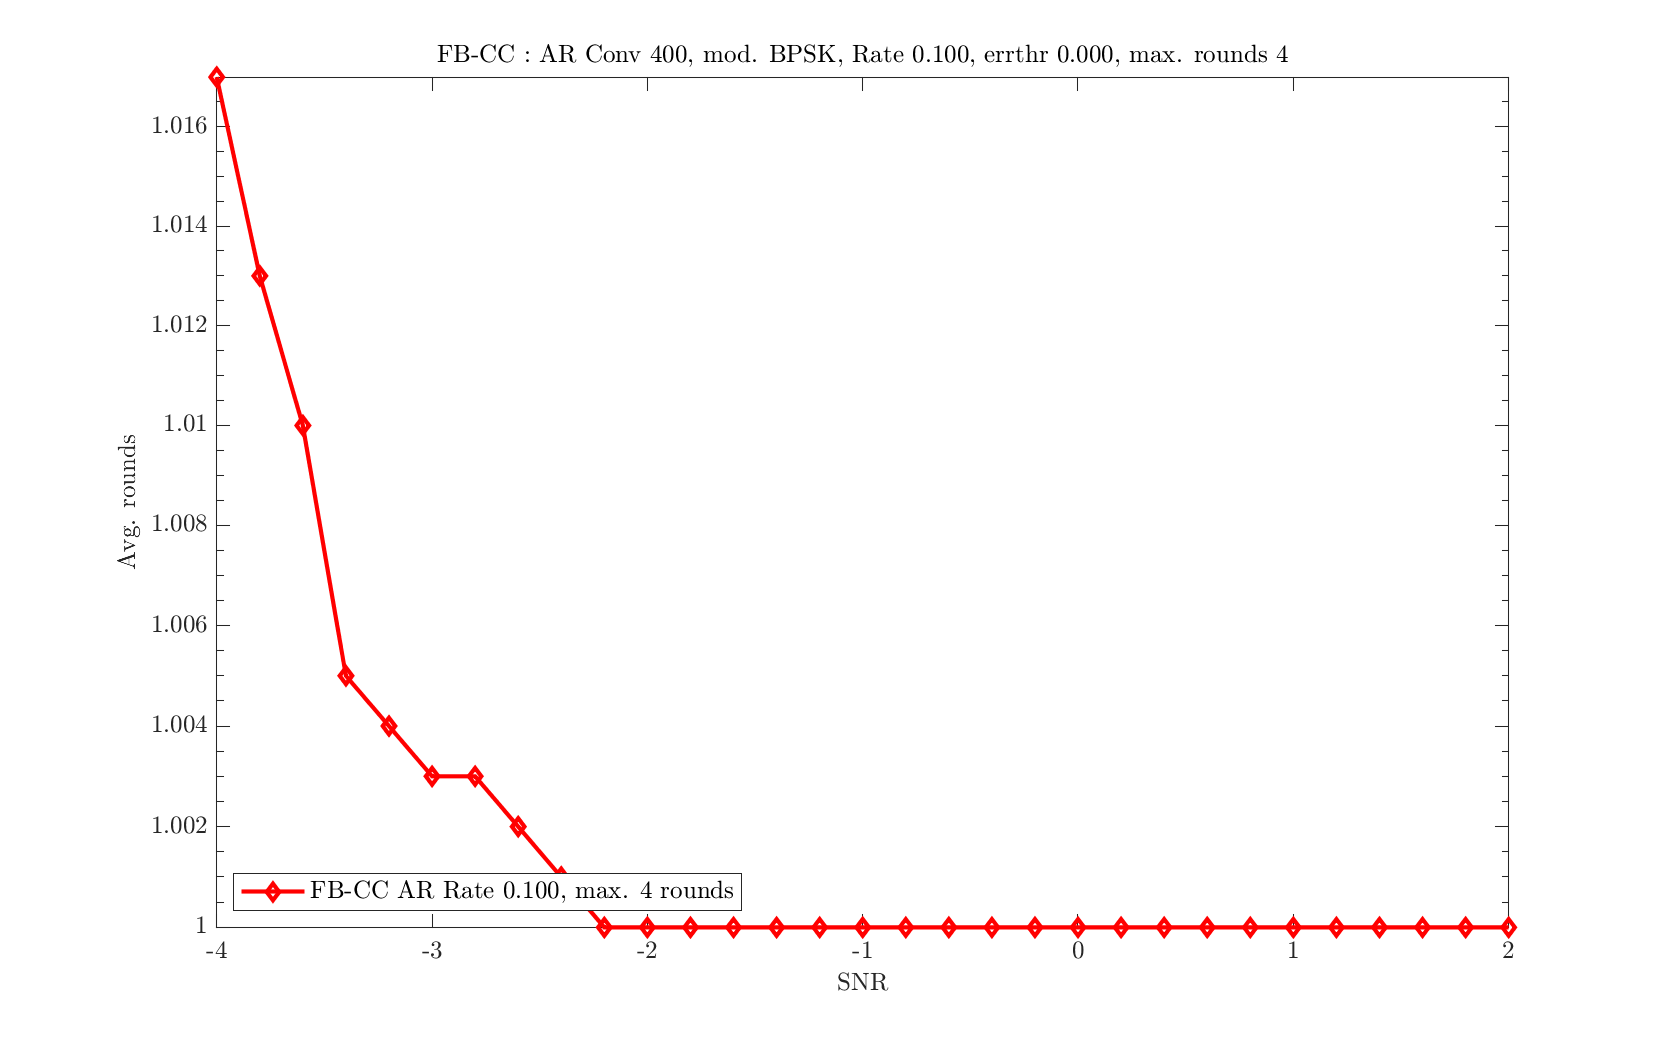 FB-CC : AR Conv 400, mod. BPSK, Rate 0.100, errthr 0.000, max. rounds 4
1.016
1.014
1.012
1.01
1.008
1.006
1.004
1.002
1
Avg. rounds
FB-CC AR Rate 0.100, max. 4 rounds
-4 -3 -2 -1 0 1 2
SNR